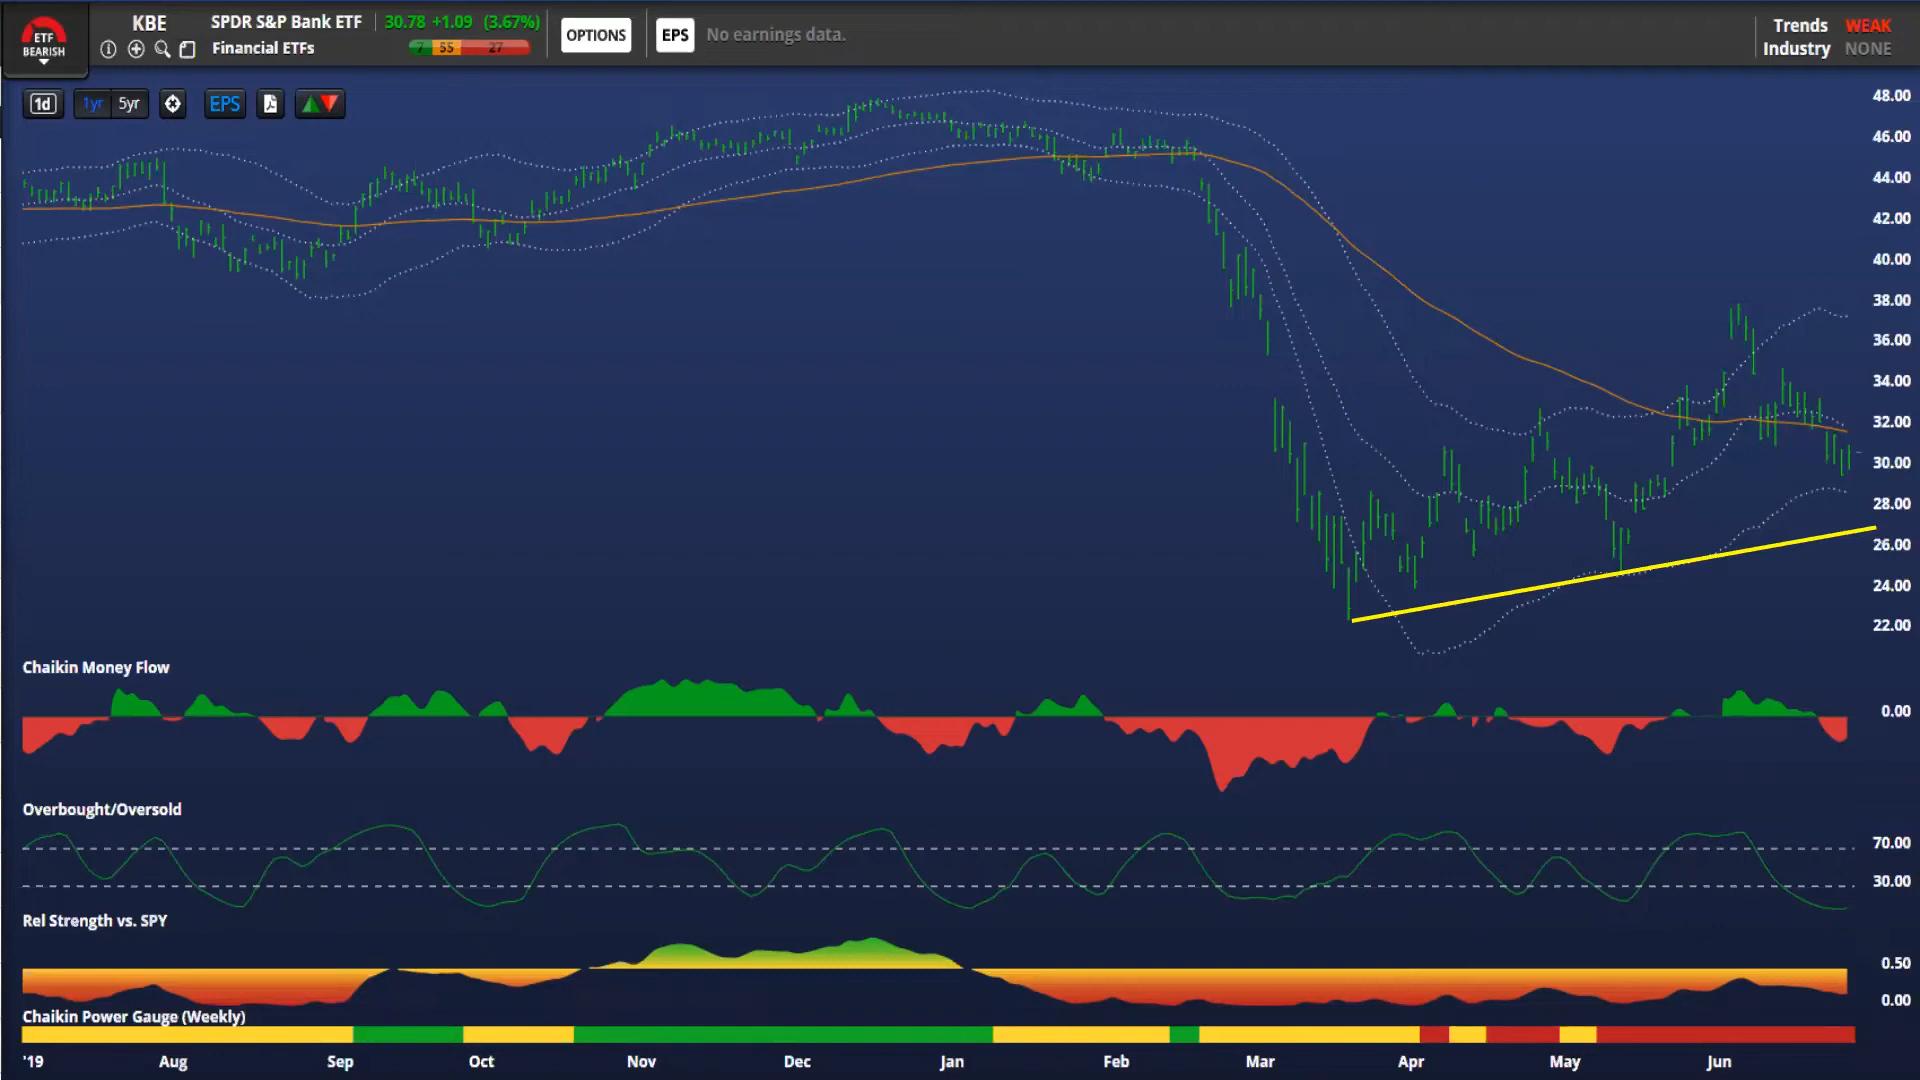 ETF
BEARISH
KBE
SPDR S&P Bank ETF
30.78 +1.09 (3.67%)
Financial ETFs
7 55 27
OPTIONS
EPS
No earnings data.
Trends WEAK
Industry NONE
1d
1yr 5yr
EPS
48.00
46.00
44.00
42.00
40.00
38.00
36.00
34.00
32.00
30.00
28.00
26.00
24.00
22.00
Chaikin Money Flow
0.00
Overbought/Oversold
70.00
30.00
Rel Strength vs. SPY
0.50
0.00
Chaikin Power Gauge (Weekly)
'19 Aug Sep Oct Nov Dec Jan Feb Mar Apr May Jun